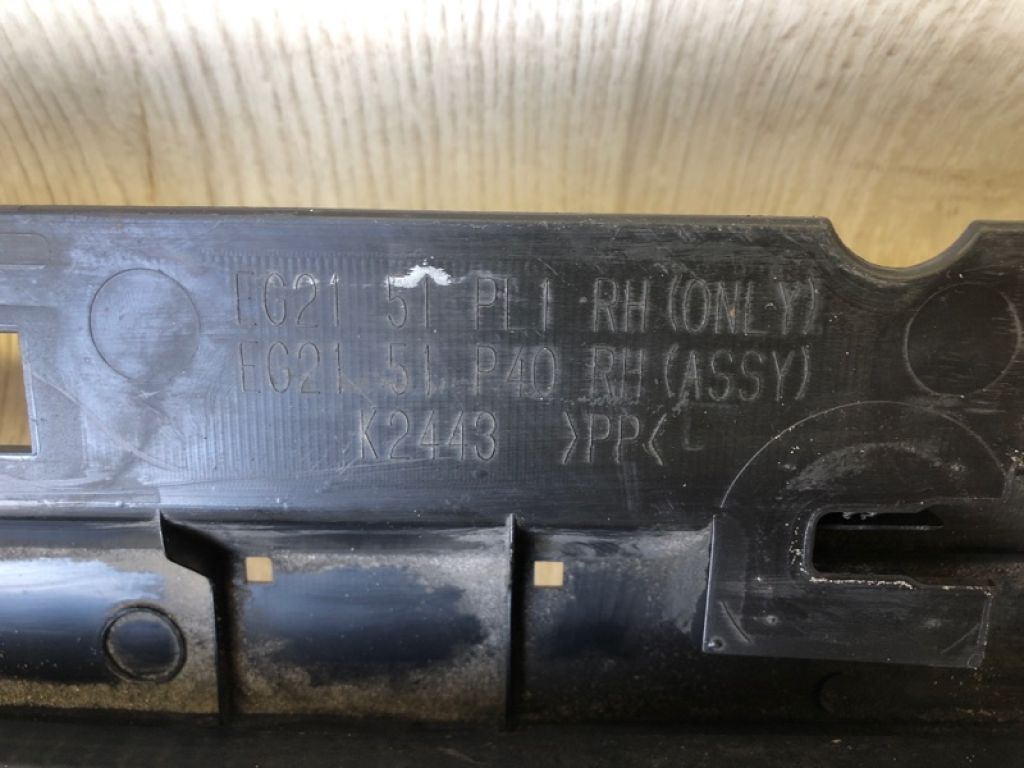 EG21 51 PL1 RH(ONLY)
EG21 51 P40 RH(ASSY)
K2443 >PP<